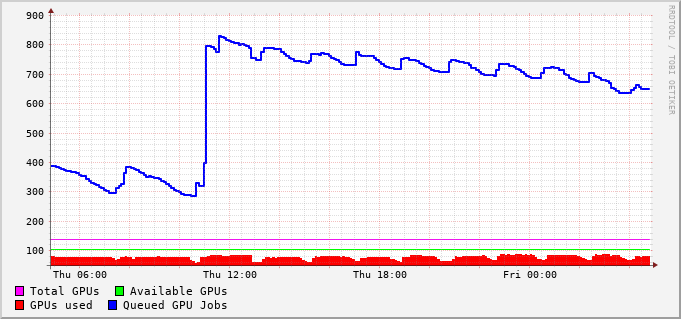 900
800
700
600
500
400
300
200
100
Thu 06:00 Thu 12:00 Thu 18:00 Fri 00:00
Total GPUs Available GPUs
GPUs used Queued GPU Jobs
RRDTOOL / TOBI OETIKER